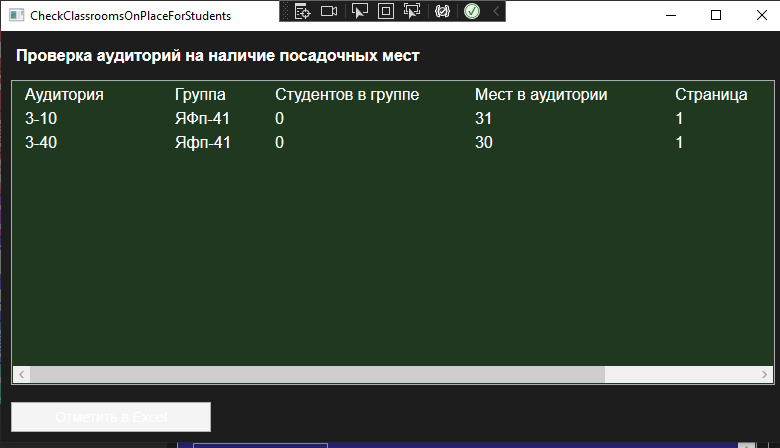 CheckClassroomsOnPlaceForStudents
Проверка аудиторий на наличие посадочных мест
Аудитория Группа Студентов в группе Мест в аудитории Страница
3-10 ЯФп-41 0 31 1
3-40 Яфп-41 0 30 1
Отметить в Excel